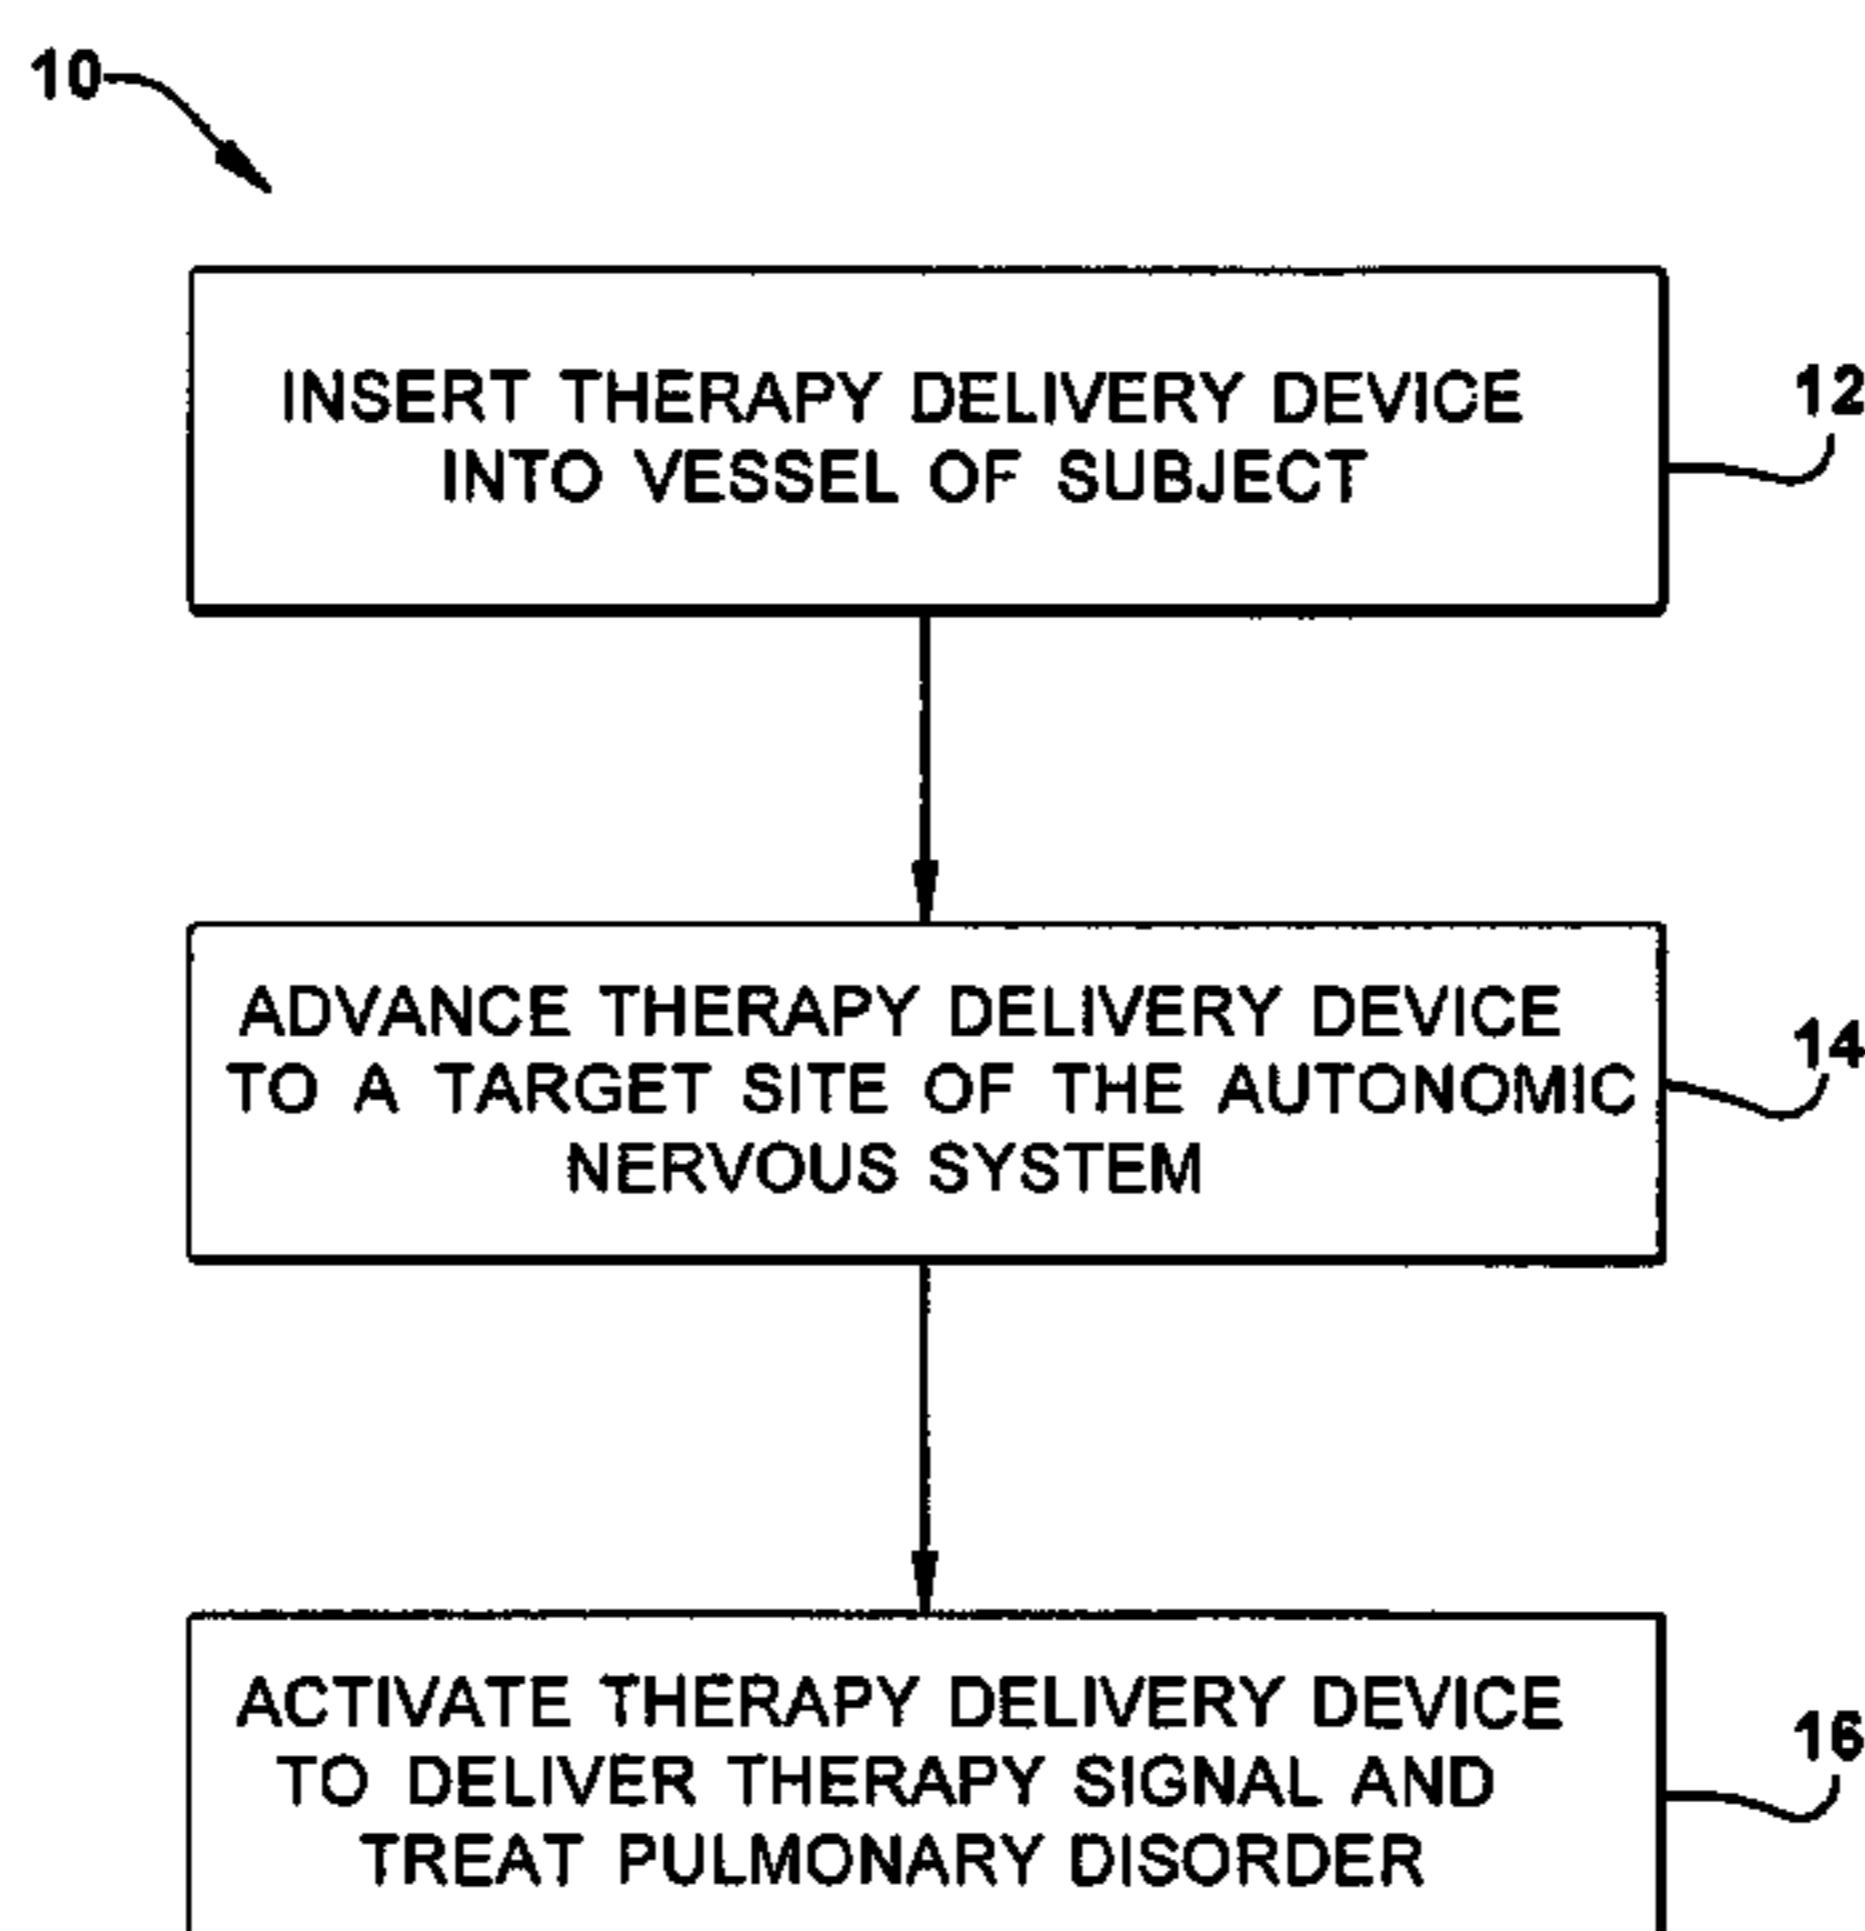 10
INSERT THERAPY DELIVERY DEVICE
INTO VESSEL OF SUBJECT
12
ADVANCE THERAPY DELIVERY DEVICE
TO A TARGET SITE OF THE AUTONOMIC
NERVOUS SYSTEM
14
ACTIVATE THERAPY DELIVERY DEVICE
TO DELIVER THERAPY SIGNAL AND
TREAT PULMONARY DISORDER
16